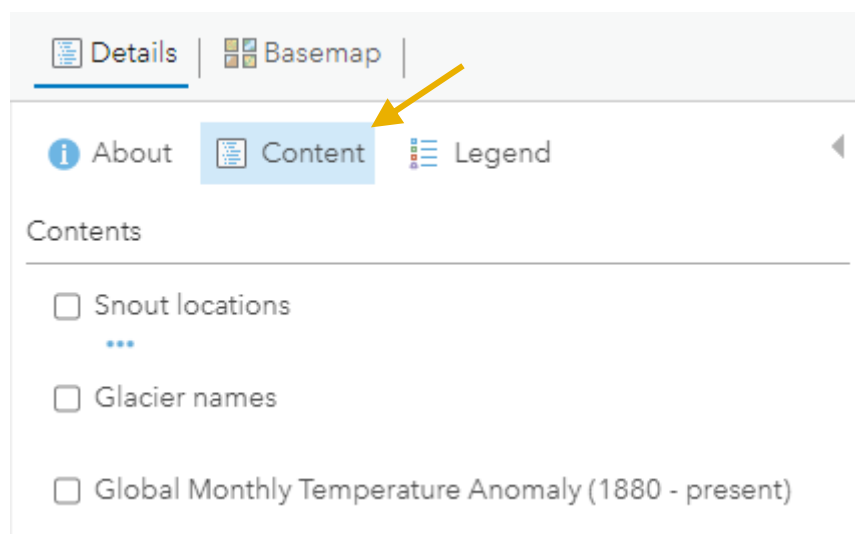 Details | Basemap |
About Content Legend
Contents
Snout locations
Glacier names
Global Monthly Temperature Anomaly (1880 - present)